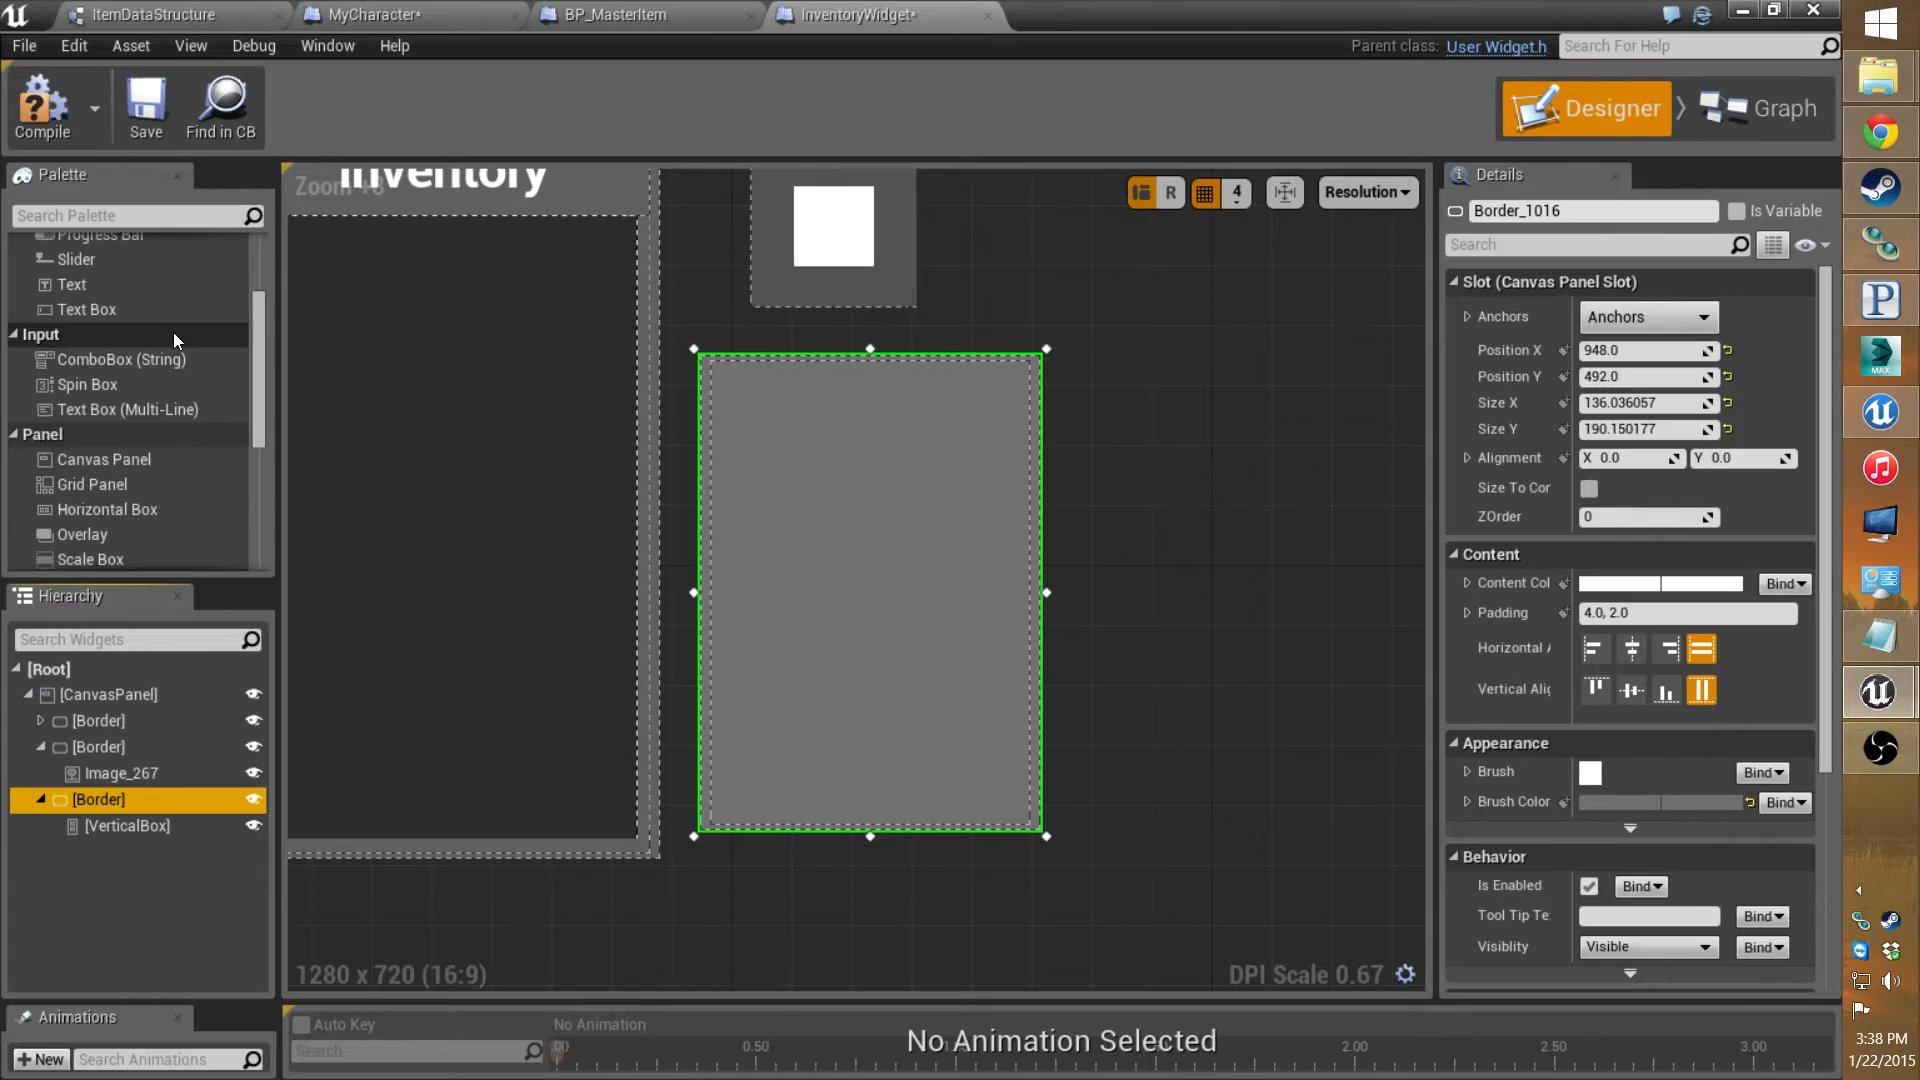 ItemDataStructure
MyCharacter*
BP_MasterItem
InventoryWidget*
File Edit Asset View Debug Window Help
Parent class: User Widget.h
Search For Help
Compile
Save
Find in CB
Designer
Graph
Palette
Search Palette
Progress Bar
Slider
Text
Text Box
Input
ComboBox (String)
Spin Box
Text Box (Multi-Line)
Panel
Canvas Panel
Grid Panel
Horizontal Box
Overlay
Scale Box
Hierarchy
Search Widgets
[Root]
[CanvasPanel]
[Border]
[Border]
Image_267
[Border]
[VerticalBox]
Animations
+ New
Search Animations
Inventory
R
4
Resolution
1280 x 720 (16:9)
DPI Scale 0.67
Auto Key
No Animation
Search
No Animation Selected
0.50
2.00
2.50
3.00
Details
Border_1016
Is Variable
Search
Slot (Canvas Panel Slot)
Anchors Anchors
Position X 948.0
Position Y 492.0
Size X 136.036057
Size Y 190.150177
Alignment X 0.0 Y 0.0
Size To Cor
ZOrder 0
Content
Content Col Bind
Padding 4.0, 2.0
Horizontal
Vertical Alig
Appearance
Brush Bind
Brush Color Bind
Behavior
Is Enabled Bind
Tool Tip Te. Bind
Visiblity Visible Bind
MAX
3:38 PM
1/22/2015